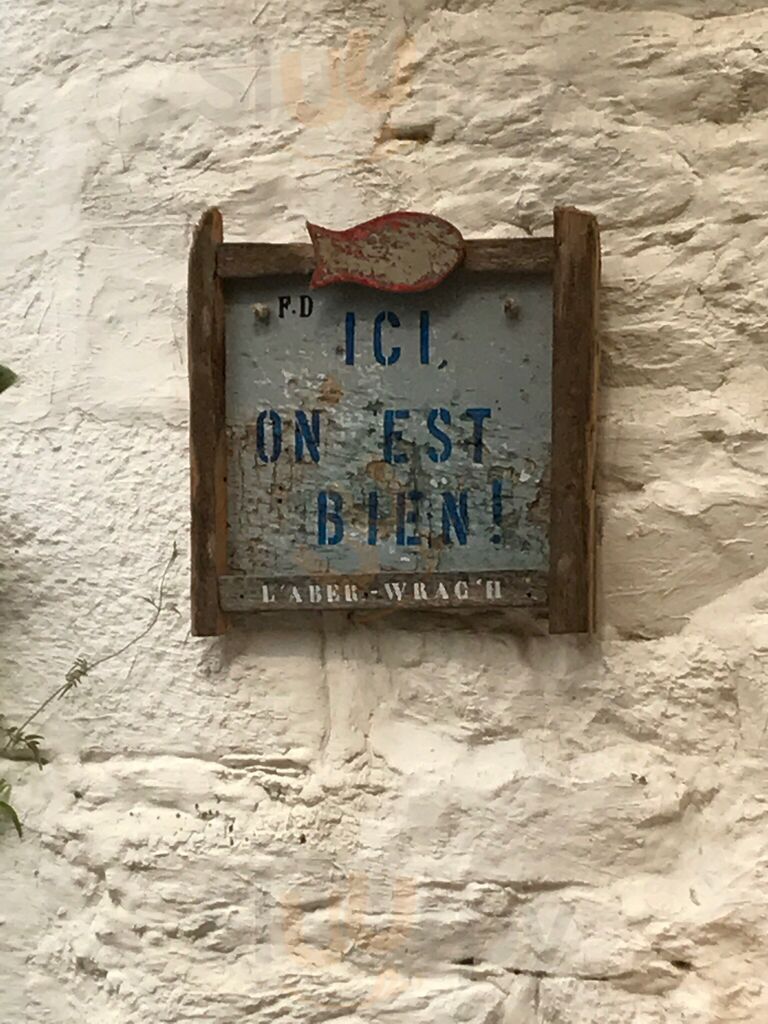 F.D
ICI,
ON EST
BIEN!
L'ABER-WRAC'H